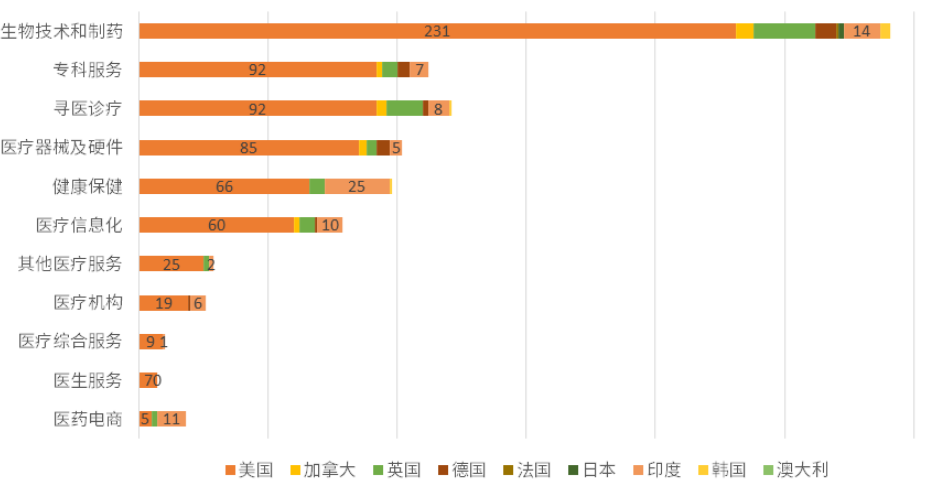 生物技术和制药 231 14
专科服务 92 7
寻医诊疗 92 8
医疗器械及硬件 85 5
健康保健 66 25
医疗信息化 60 10
其他医疗服务 25 2
医疗机构 19 6
医疗综合服务 9 1
医生服务 7 0
医药电商 5 11
美国 加拿大 英国 德国 法国 日本 印度 韩国 澳大利